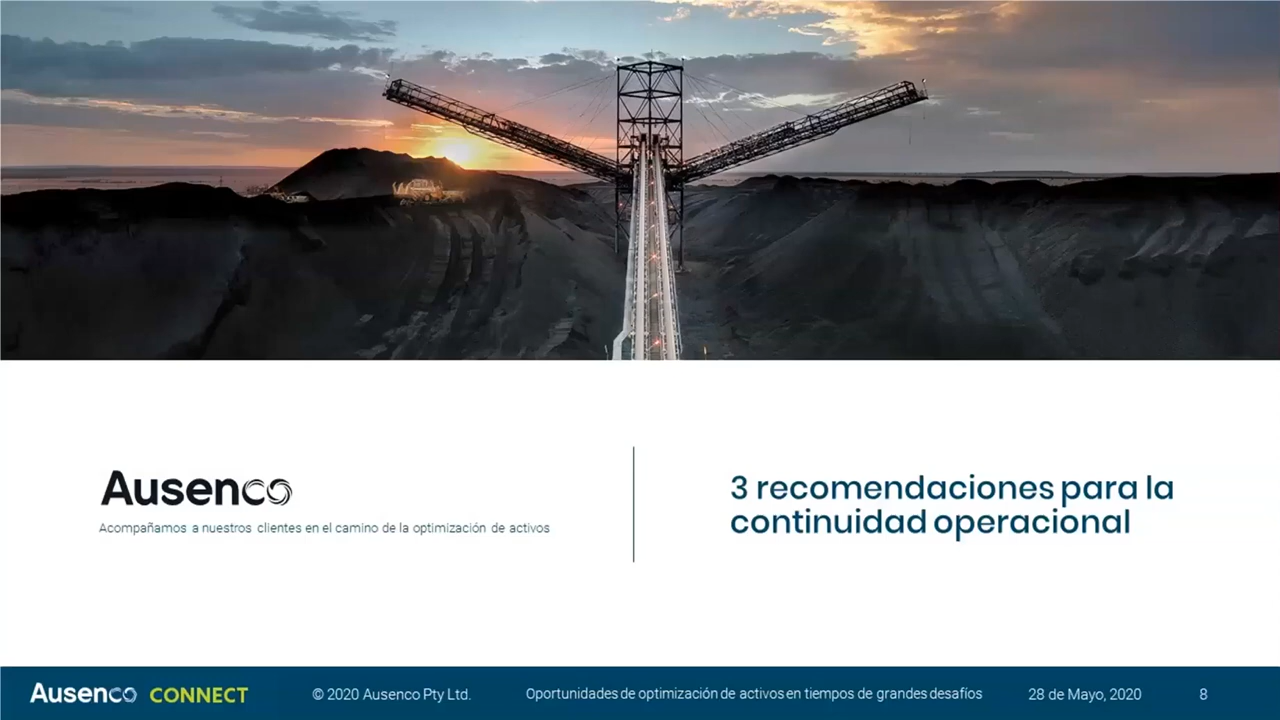 Ausenco
Acompañamos a nuestros clientes en el camino de la optimización de activos
3 recomendaciones para la
continuidad operacional
Ausenco CONNECT
© 2020 Ausenco Pty Ltd.
Oportunidades de optimización de activos en tiempos de grandes desafíos
28 de Mayo, 2020
8